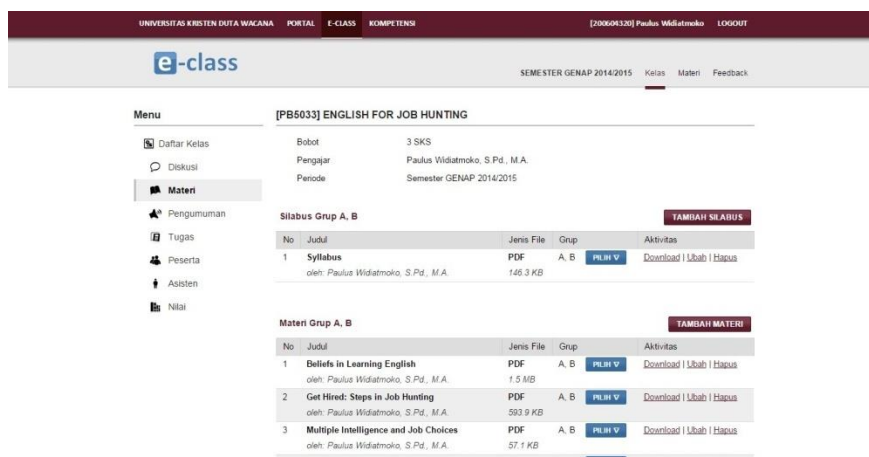 UNIVERSITAS KRISTEN DUTA WACANA PORTAL E-CLASS KOMPETENSI [200604320] Paulus Widiatmoko LOGOUT
e-class
SEMESTER GENAP 2014/2015 Kelas Materi Feedback
Menu
Daftar Kelas
Diskusi
Materi
Pengumuman
Tugas
Peserta
Asisten
Nilai
[PB5033] ENGLISH FOR JOB HUNTING
Bobot 3 SKS
Pengajar Paulus Widiatmoko, S.Pd., M.A.
Periode Semester GENAP 2014/2015
Silabus Grup A, B TAMBAH SILABUS
No Judul Jenis File Grup Aktivitas
1 Syllabus PDF A, B PILIH ∇ Download | Ubah | Hapus
oleh: Paulus Widiatmoko, S.Pd., M.A. 146.3 KB
Materi Grup A, B TAMBAH MATERI
No Judul Jenis File Grup Aktivitas
1 Beliefs in Learning English PDF A, B PILIH ∇ Download | Ubah | Hapus
oleh: Paulus Widiatmoko, S.Pd., M.A. 1.5 MB
2 Get Hired: Steps in Job Hunting PDF A, B PILIH ∇ Download | Ubah | Hapus
oleh: Paulus Widiatmoko, S.Pd., M.A. 593.9 KB
3 Multiple Intelligence and Job Choices PDF A, B PILIH ∇ Download | Ubah | Hapus
oleh: Paulus Widiatmoko, S.Pd., M.A. 57.1 KB